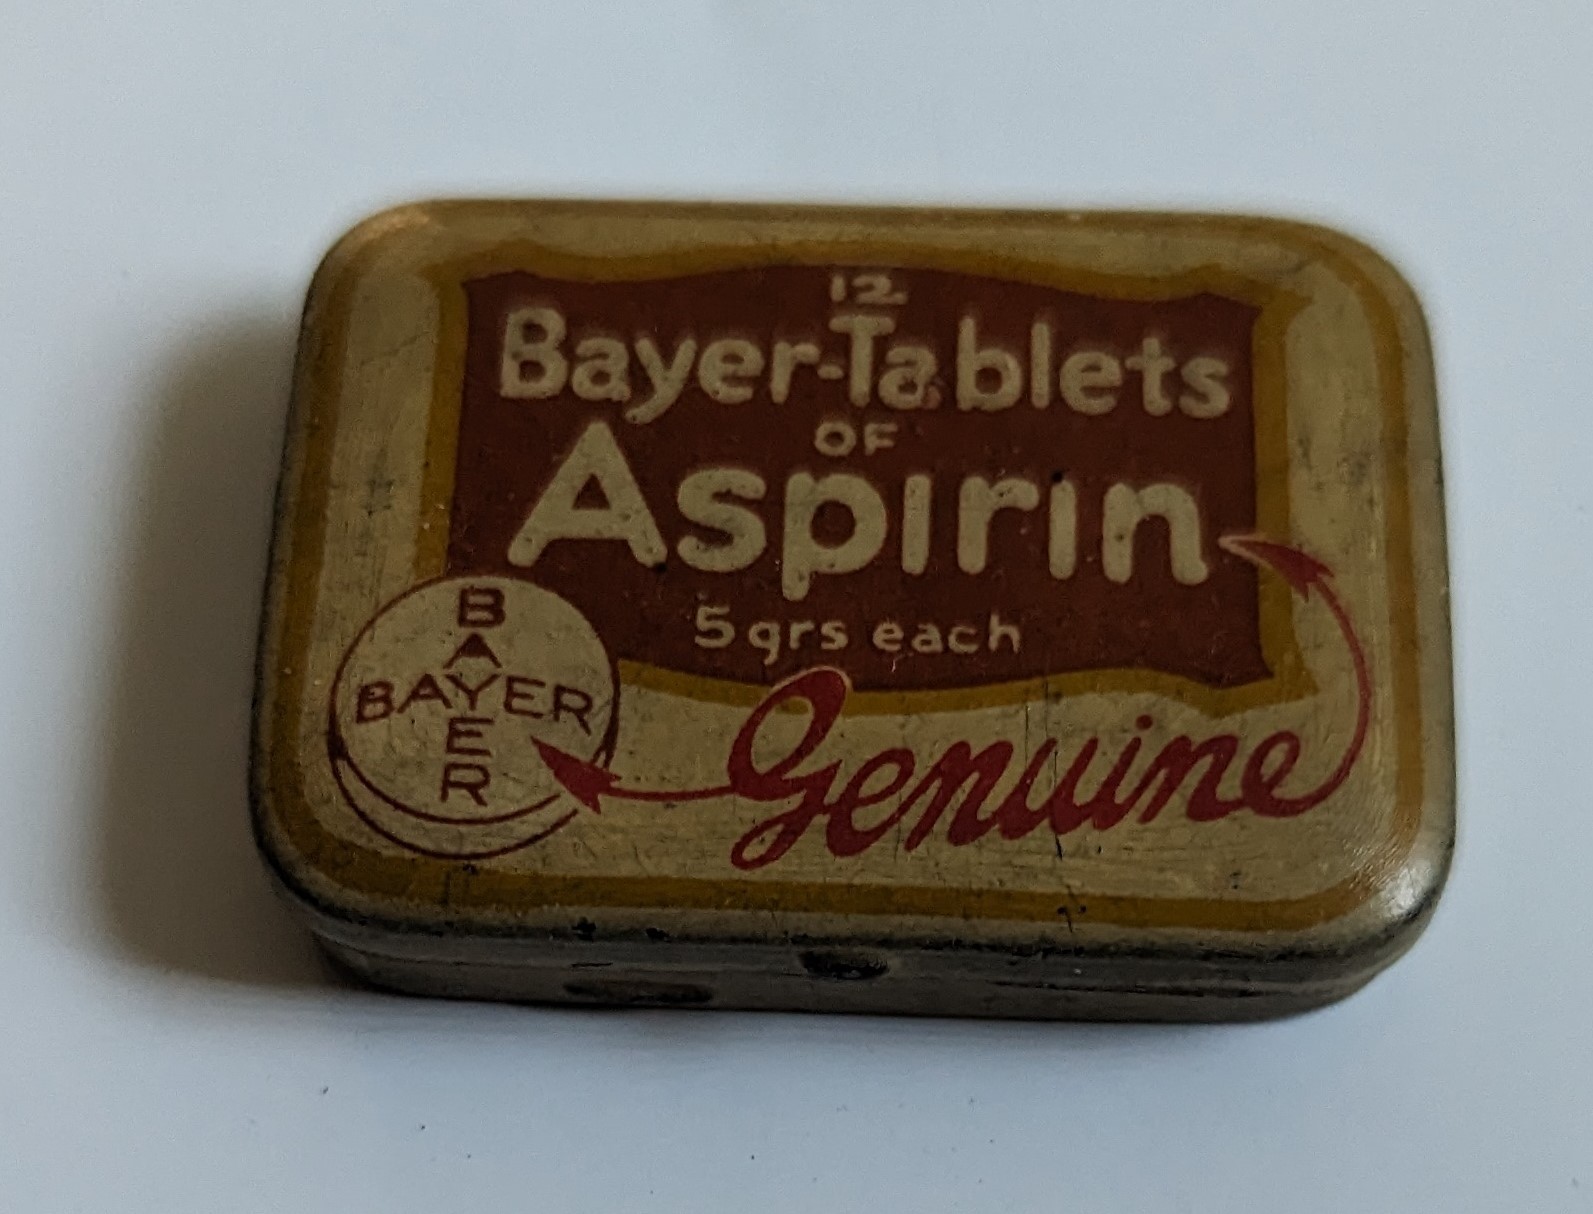 12
Bayer-Tablets
OF
Aspirin
5 grs each
BAYER
BAYER
Genuine